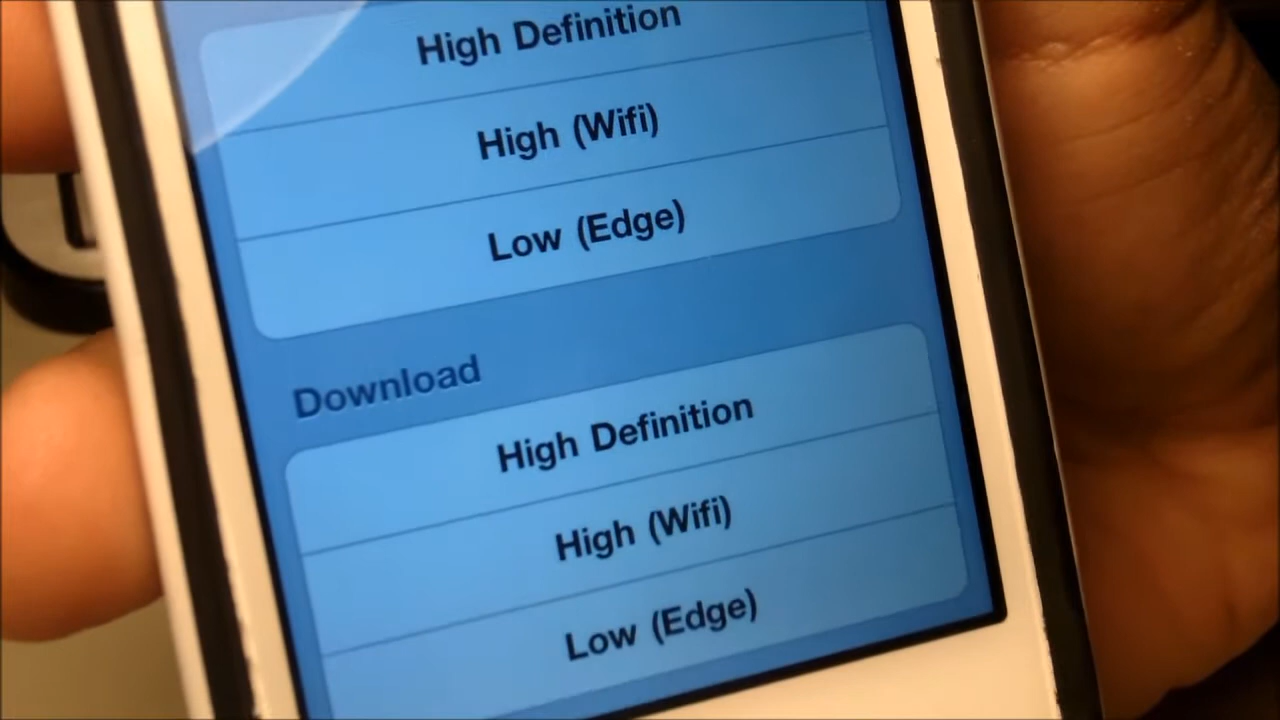 High Definition
High (Wifi)
Low (Edge)
Download
High Definition
High (Wifi)
Low (Edge)